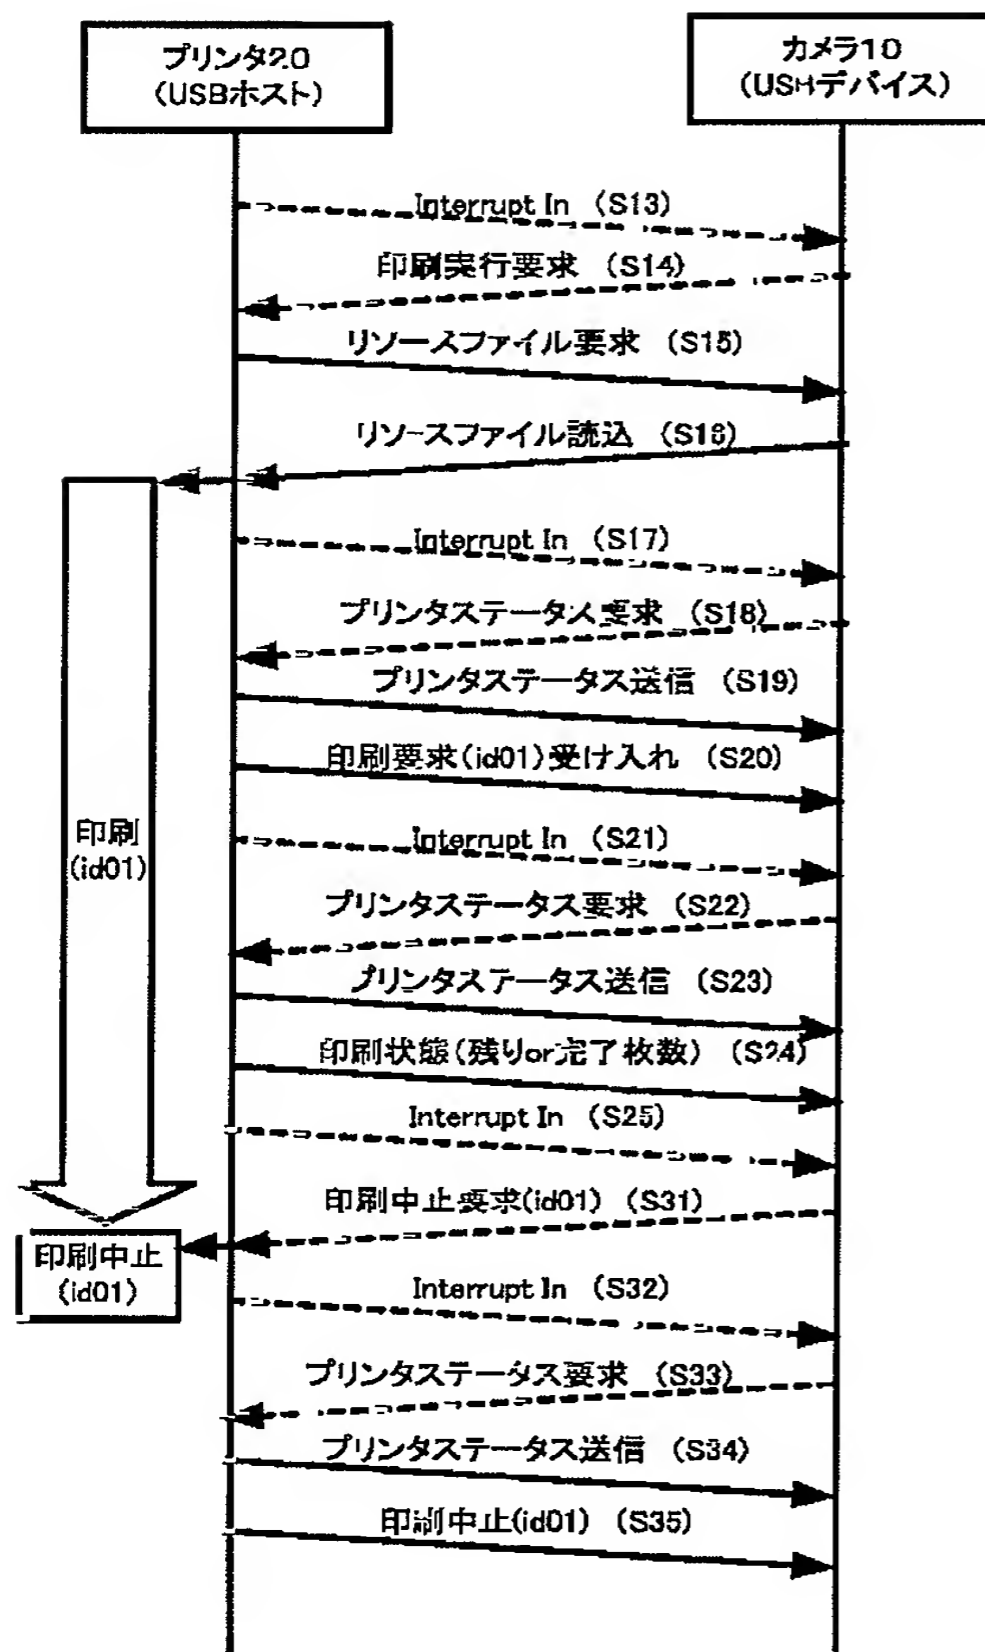 プリンタ20
(USBホスト)
カメラ10
(USBデバイス)
Interrupt In (S13)
印刷実行要求 (S14)
リソースファイル要求 (S15)
リソースファイル読込 (S16)
Interrupt In (S17)
プリンタステータス要求 (S18)
プリンタステータス送信 (S19)
印刷要求(id01)受け入れ (S20)
印刷
(id01)
Interrupt In (S21)
プリンタステータス要求 (S22)
プリンタステータス送信 (S23)
印刷状態(残りor完了枚数) (S24)
Interrupt In (S25)
印刷中止要求(id01) (S31)
印刷中止
(id01)
Interrupt In (S32)
プリンタステータス要求 (S33)
プリンタステータス送信 (S34)
印刷中止(id01) (S35)